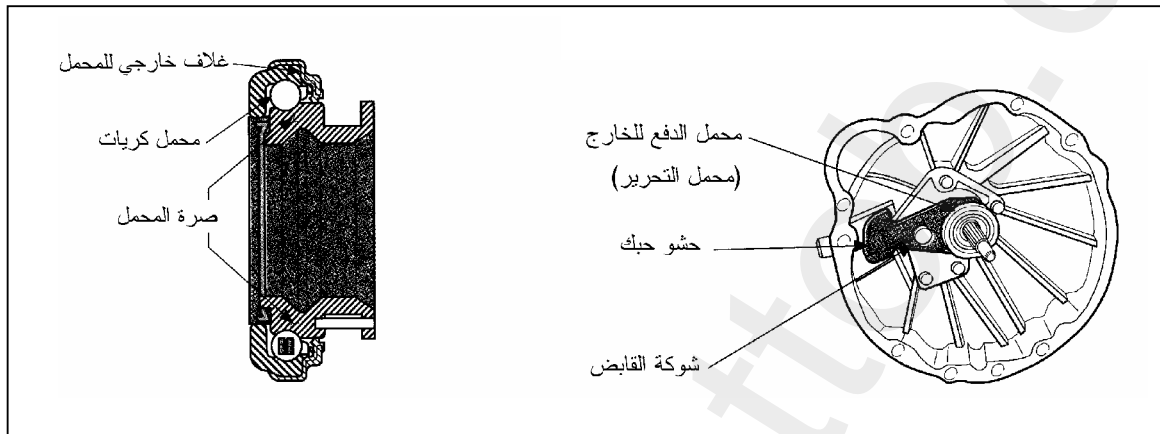 محمل الدفع للخارج
(محمل التحرير)
حشو حبك
شوكة القابض
غلاف خارجي للمحمل
محمل كريات
صرة المحمل